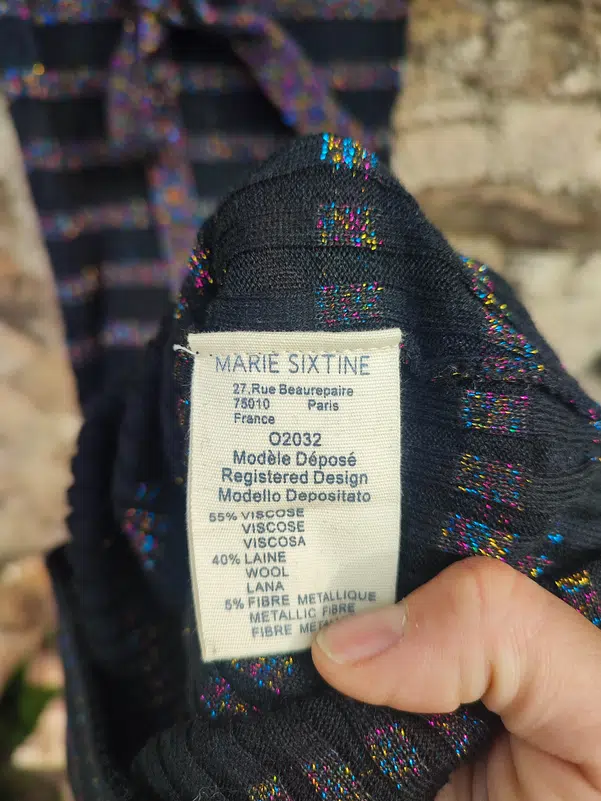 MARIE SIXTINE
27, Rue Beaurepaire
75010 Paris
France
O2032
Modèle Déposé
Registered Design
Modello Depositato
55% VISCOSE
VISCOSE
VISCOSA
40% LAINE
WOOL
LANA
5% FIBRE METALLIQUE
METALLIC FIBRE
FIBRE